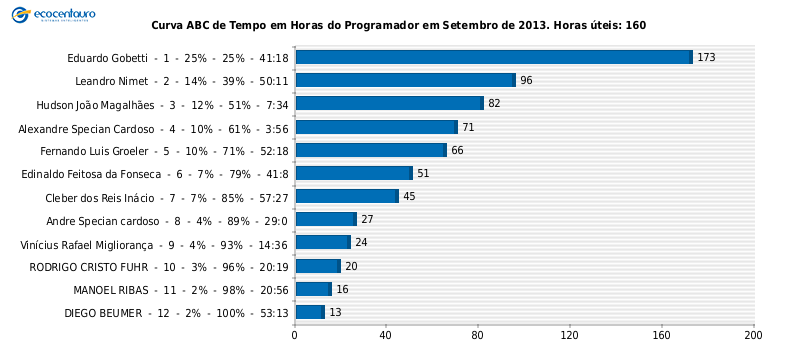 ecocentauro
Curva ABC de Tempo em Horas do Programador em Setembro de 2013. Horas úteis: 160
Eduardo Gobetti - 1 - 25% - 25% - 41:18 173
Leandro Nimet - 2 - 14% - 39% - 50:11 96
Hudson João Magalhães - 3 - 12% - 51% - 7:34 82
Alexandre Specian Cardoso - 4 - 10% - 61% - 3:56 71
Fernando Luis Groeler - 5 - 10% - 71% - 52:18 66
Edinaldo Feitosa da Fonseca - 6 - 7% - 79% - 41:8 51
Cleber dos Reis Inácio - 7 - 7% - 85% - 57:27 45
Andre Specian cardoso - 8 - 4% - 89% - 29:0 27
Vinícius Rafael Migliorança - 9 - 4% - 93% - 14:36 24
RODRIGO CRISTO FUHR - 10 - 3% - 96% - 20:19 20
MANOEL RIBAS - 11 - 2% - 98% - 20:56 16
DIEGO BEUMER - 12 - 2% - 100% - 53:13 13
0 40 80 120 160 200